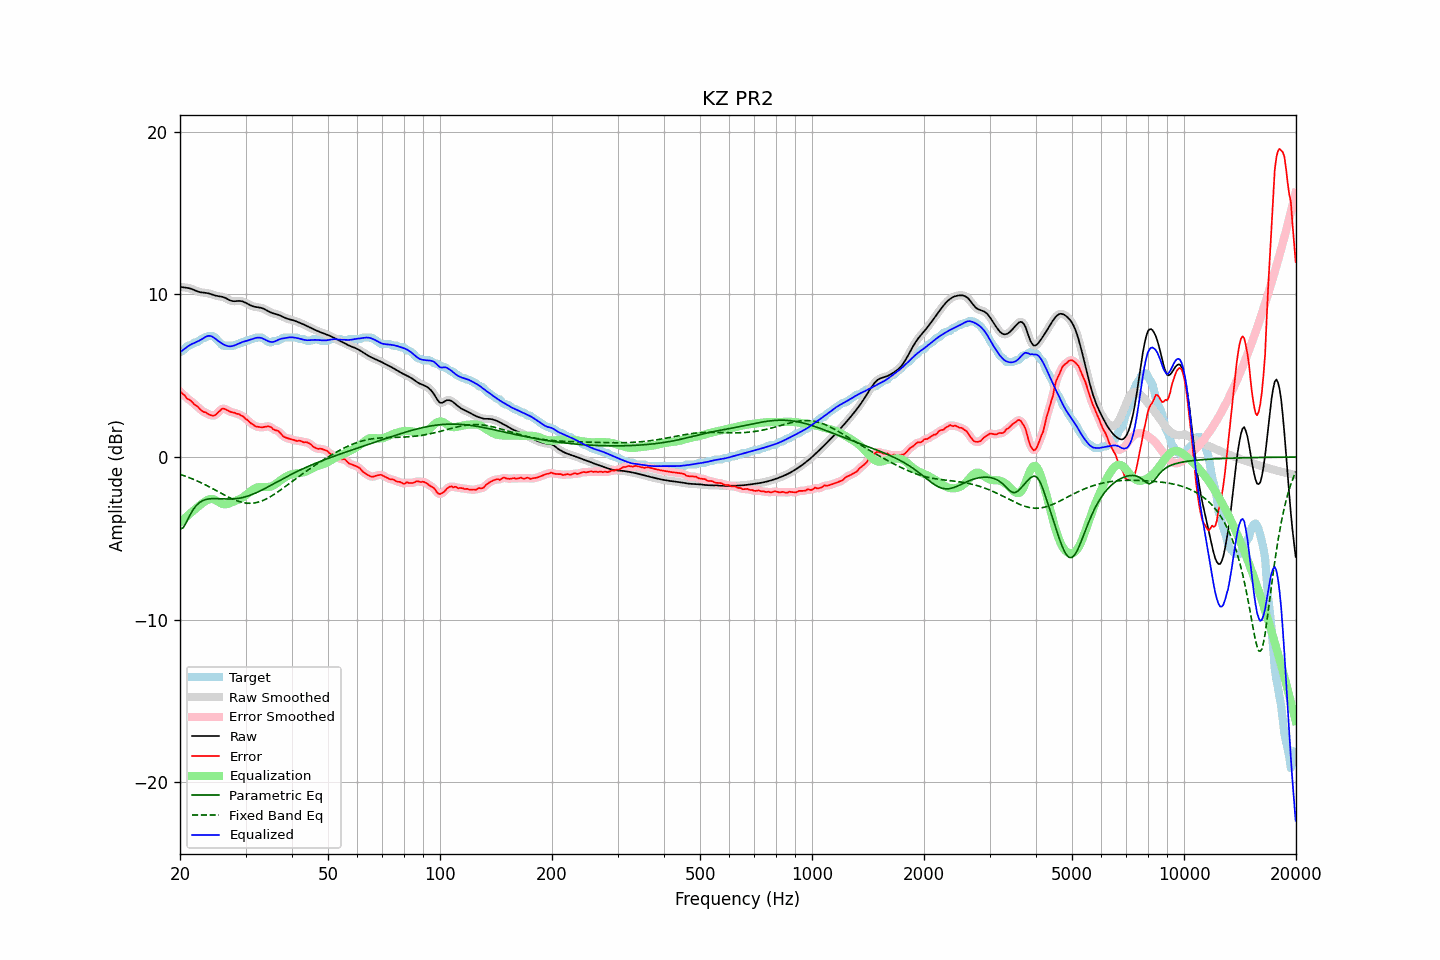 KZ PR2
Amplitude (dBr)
20
10
0
−10
−20
Target
Raw Smoothed
Error Smoothed
Raw
Error
Equalization
Parametric Eq
Fixed Band Eq
Equalized
20 50 100 200 500 1000 2000 5000 10000 20000
Frequency (Hz)